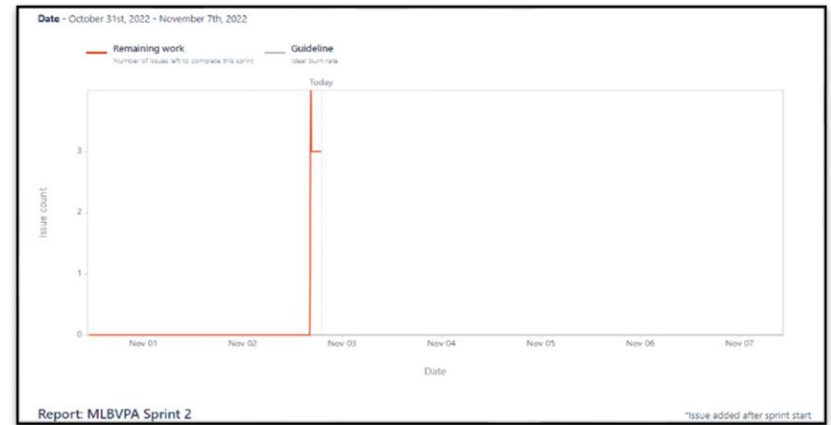 Date - October 31st, 2022 - November 7th, 2022
Remaining work
Number of issues left to complete this sprint
Guideline
Ideal burn rate
Today
3
2
1
0
Issue count
Nov 01 Nov 02 Nov 03 Nov 04 Nov 05 Nov 06 Nov 07
Date
Report: MLBVPA Sprint 2
*Issue added after sprint start